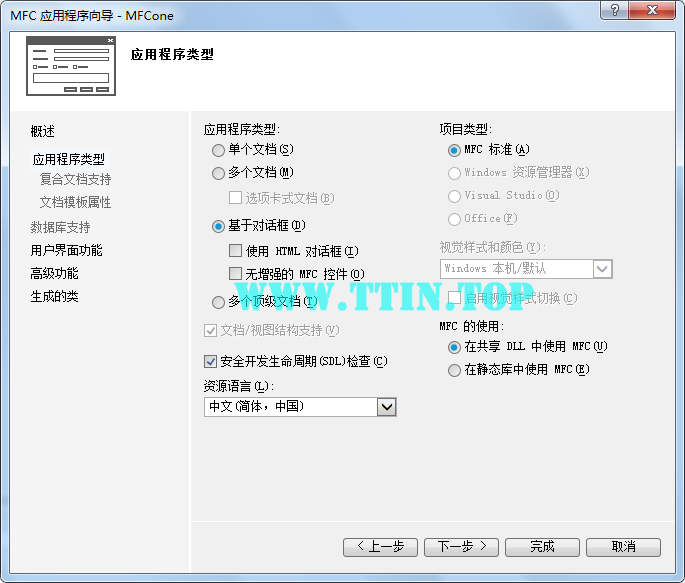 MFC 应用程序向导 - MFCone
应用程序类型
概述
应用程序类型
复合文档支持
文档模板属性
数据库支持
用户界面功能
高级功能
生成的类
应用程序类型:
单个文档(S)
多个文档(M)
选项卡式文档(B)
基于对话框(D)
使用 HTML 对话框(T)
无增强的 MFC 控件(O)
多个顶级文档(T)
文档/视图结构支持(V)
安全开发生命周期(SDL)检查(C)
资源语言(L):
中文(简体，中国)
项目类型:
MFC 标准(A)
Windows 资源管理器(X)
Visual Studio(O)
Office(F)
视觉样式和颜色(Y):
Windows 本机/默认
启用视觉样式切换(C)
MFC 的使用:
在共享 DLL 中使用 MFC(U)
在静态库中使用 MFC(E)
WWW.TTIN.TOP
< 上一步
下一步 >
完成
取消